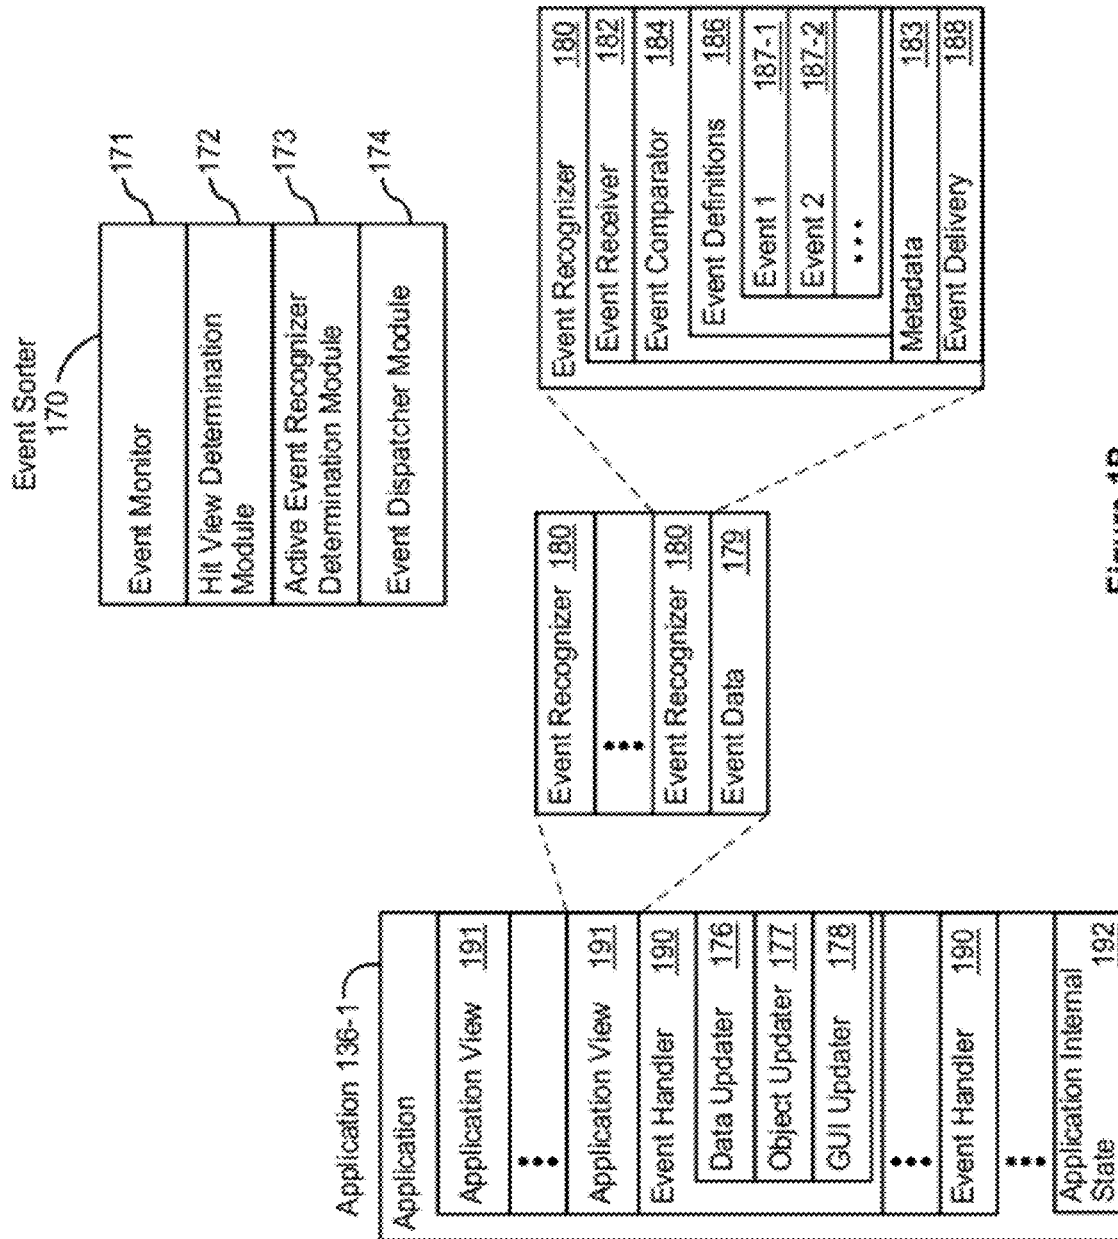 Event Sorter
170
Event Monitor
171
Hit View Determination
Module
172
Active Event Recognizer
Determination Module
173
Event Dispatcher Module
174
Application 136-1
Application
Application View 191
•••
Application View 191
Event Handler 190
Data Updater 176
Object Updater 177
GUI Updater 178
•••
Event Handler 190
•••
Application Internal
State 192
Event Recognizer 180
•••
Event Recognizer 180
Event Data 179
Event Recognizer 180
Event Receiver 182
Event Comparator 184
Event Definitions 186
Event 1 187-1
Event 2 187-2
•••
Metadata 183
Event Delivery 188
Figure 1B